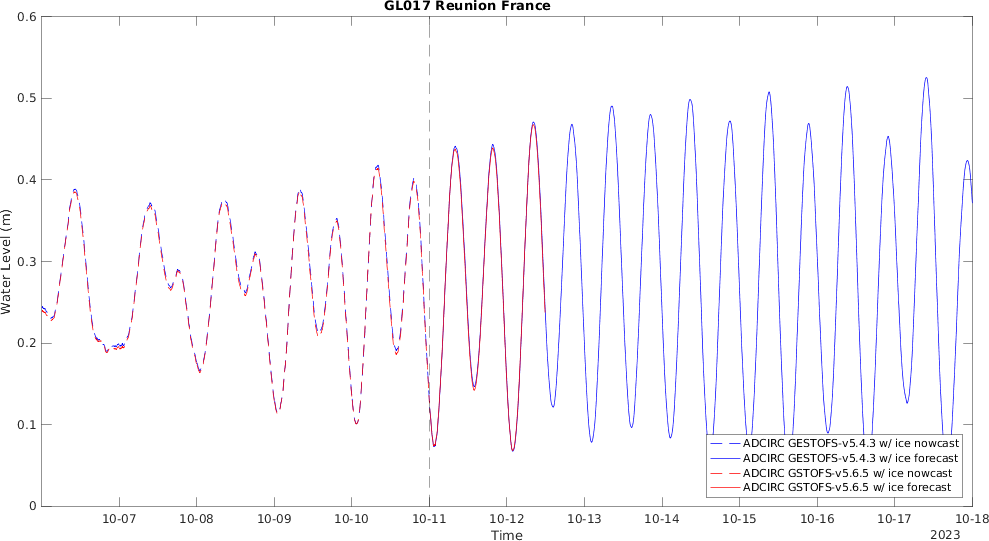 GL017 Reunion France
0.6
0.5
0.4
0.3
0.2
0.1
0
Water Level (m)
ADCIRC GESTOFS-v5.4.3 w/ ice nowcast
ADCIRC GESTOFS-v5.4.3 w/ ice forecast
ADCIRC GSTOFS-v5.6.5 w/ ice nowcast
ADCIRC GSTOFS-v5.6.5 w/ ice forecast
10-07 10-08 10-09 10-10 10-11 10-12 10-13 10-14 10-15 10-16 10-17 10-18
Time
2023